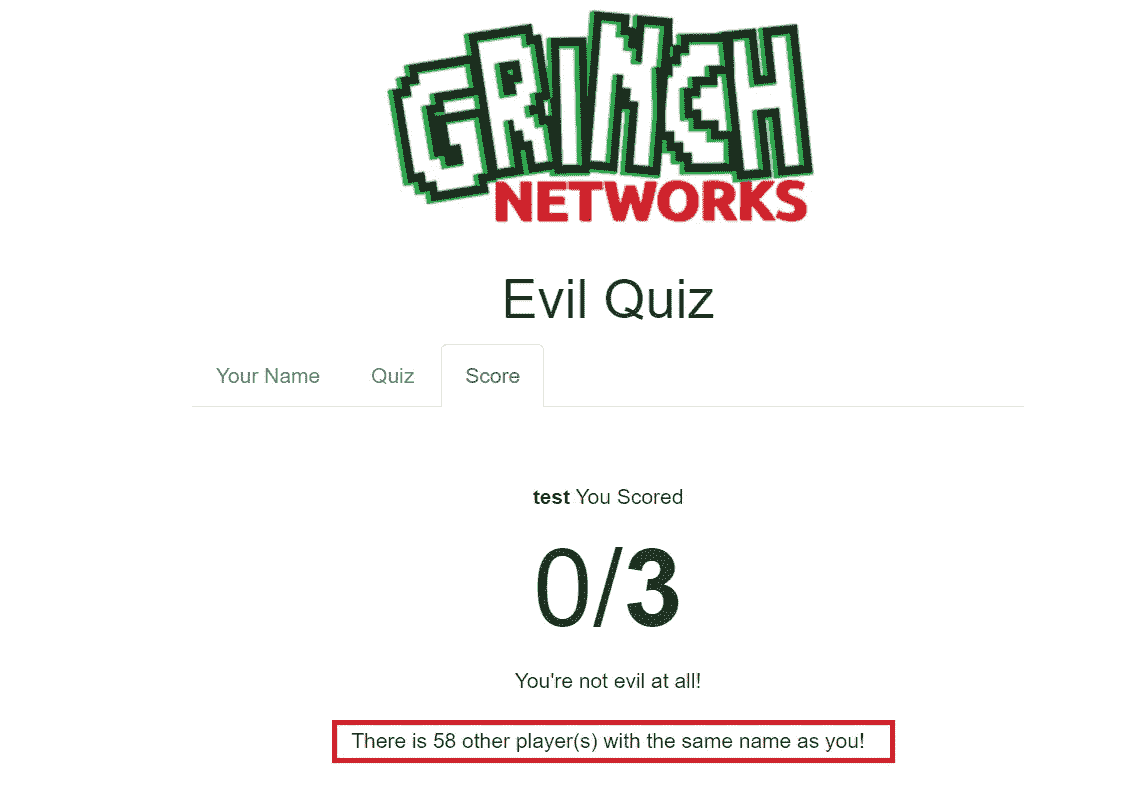 GRINCH
NETWORKS
Evil Quiz
Your Name Quiz Score
test You Scored
0/3
You're not evil at all!
There is 58 other player(s) with the same name as you!